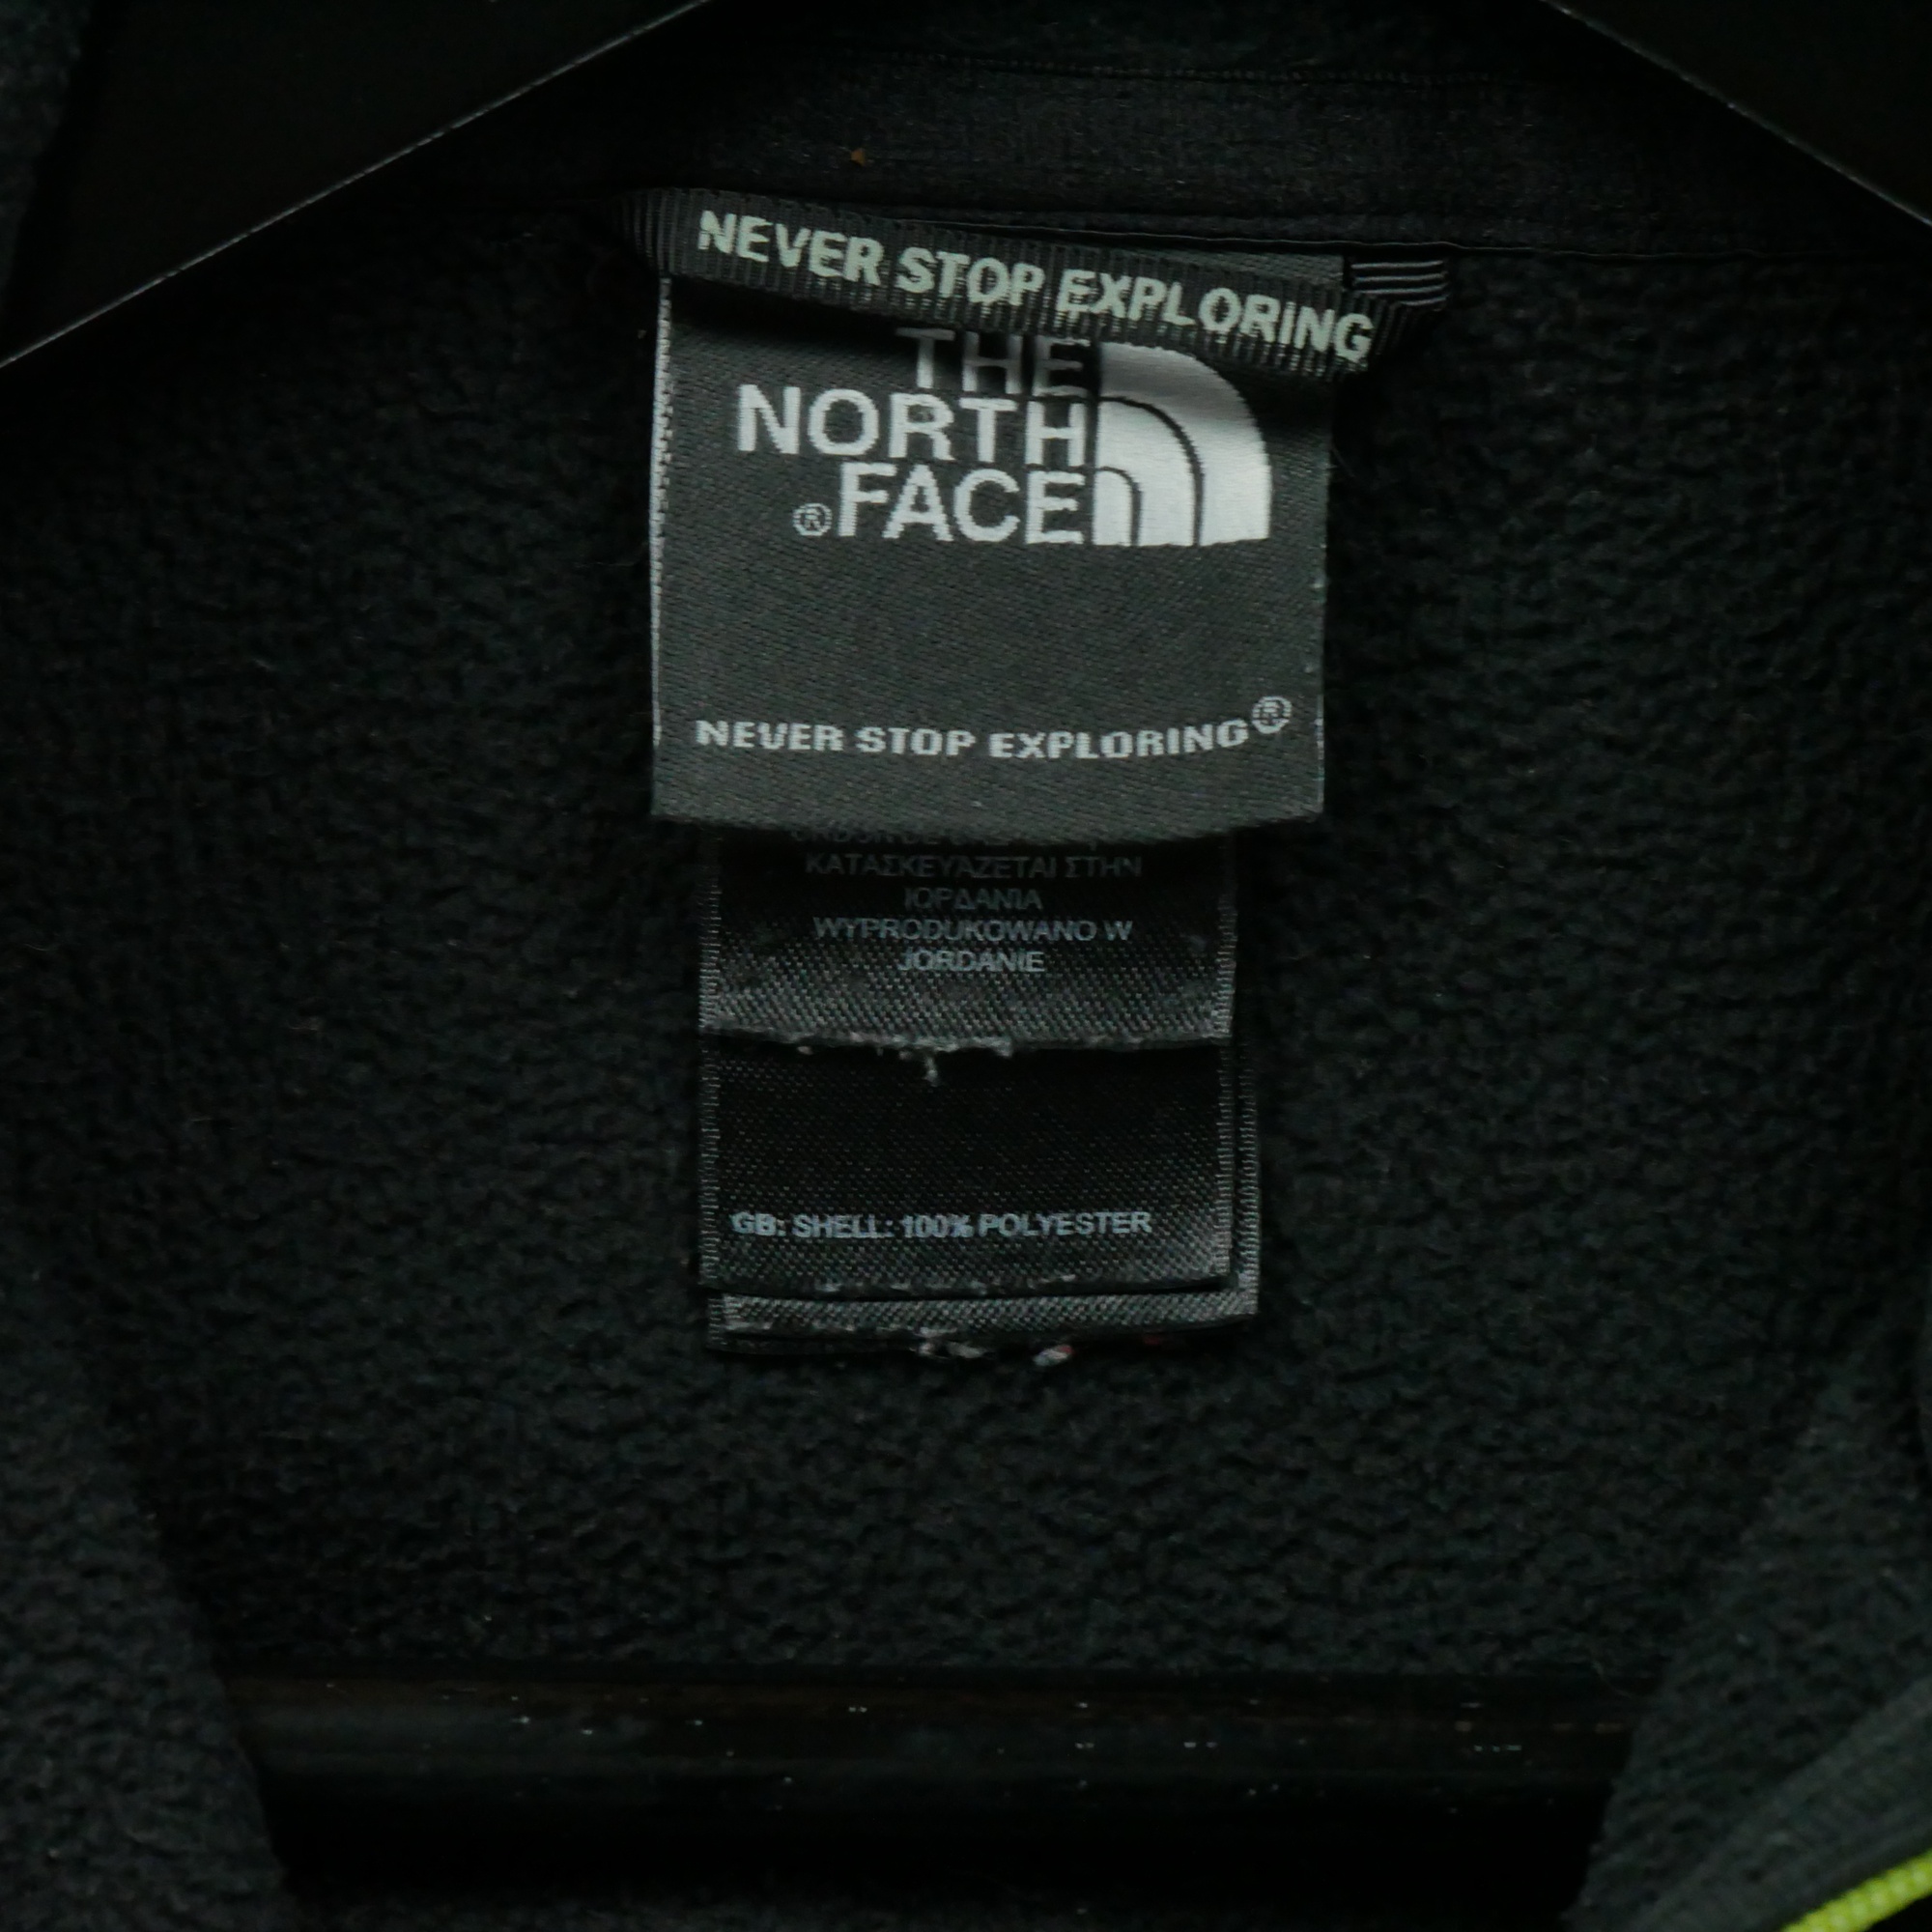 NEVER STOP EXPLORING
THE
NORTH
®FACE
NEVER STOP EXPLORING®
ΚΑΤΑΣΚΕΥΑΖΕΤΑΙ ΣΤΗΝ
ΙΟΡΔΑΝΙΑ
WYPRODUKOWANO W
JORDANIE
GB: SHELL: 100% POLYESTER